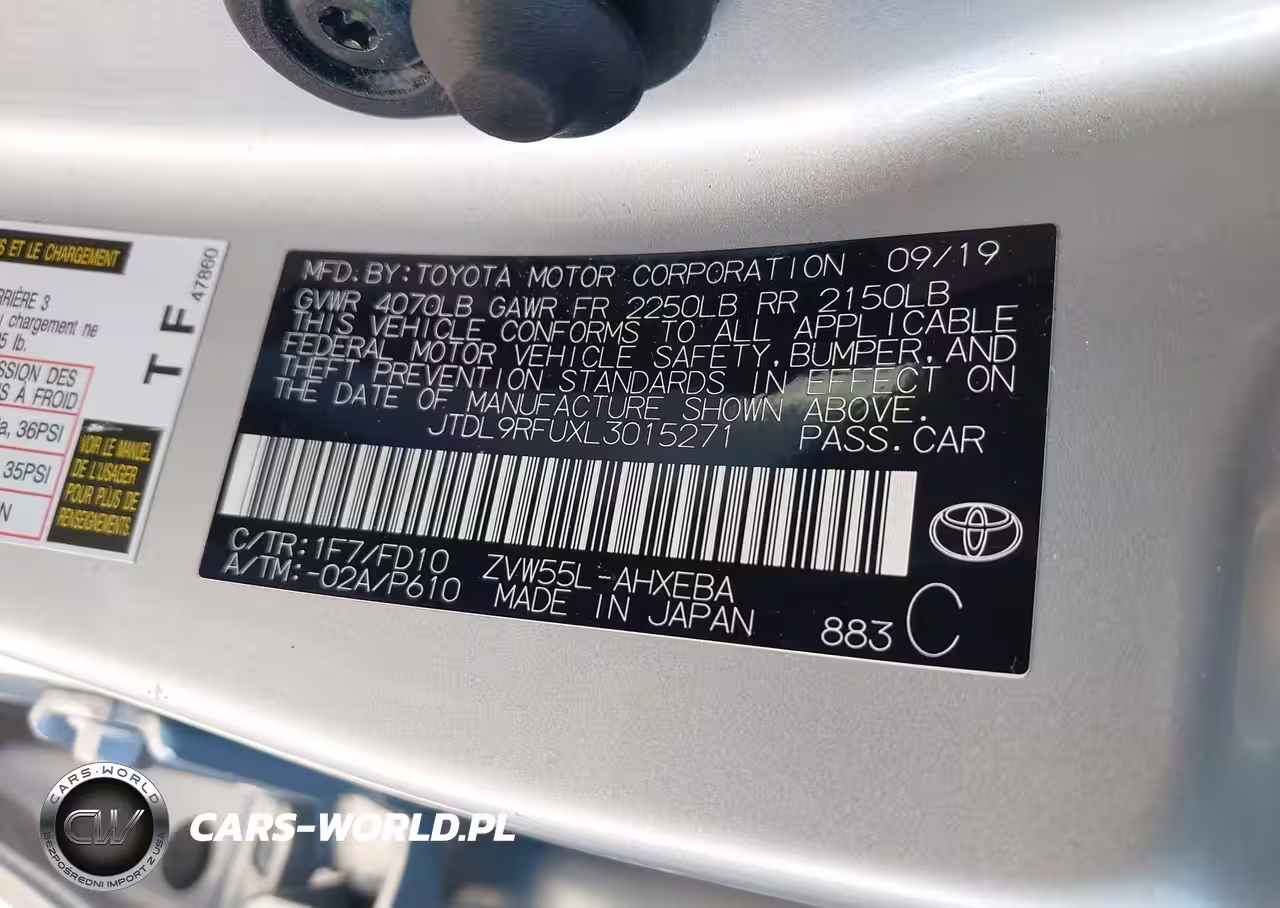 S ET LE CHARGEMENT
47860
RIÈRE 3
chargement ne
5 lb.
T F
SSION DES
S À FROID
a, 36PSI
35PSI
N
VOIR LE MANUEL
DE L'USAGER
POUR PLUS DE
RENSEIGNEMENTS.
MFD. BY: TOYOTA MOTOR CORPORATION 09/19
GVWR 4070LB GAWR FR 2250LB RR 2150LB
THIS VEHICLE CONFORMS TO ALL APPLICABLE
FEDERAL MOTOR VEHICLE SAFETY, BUMPER, AND
THEFT PREVENTION STANDARDS IN EFFECT ON
THE DATE OF MANUFACTURE SHOWN ABOVE.
JTDL9RFUXL3015271 PASS. CAR
C/TR: 1F7/FD10 ZVW55L-AHXEBA
A/TM: -02A/P610 MADE IN JAPAN
883 C
CARS-WORLD
CW
BEZPOŚREDNI IMPORT Z USA
CARS-WORLD.PL